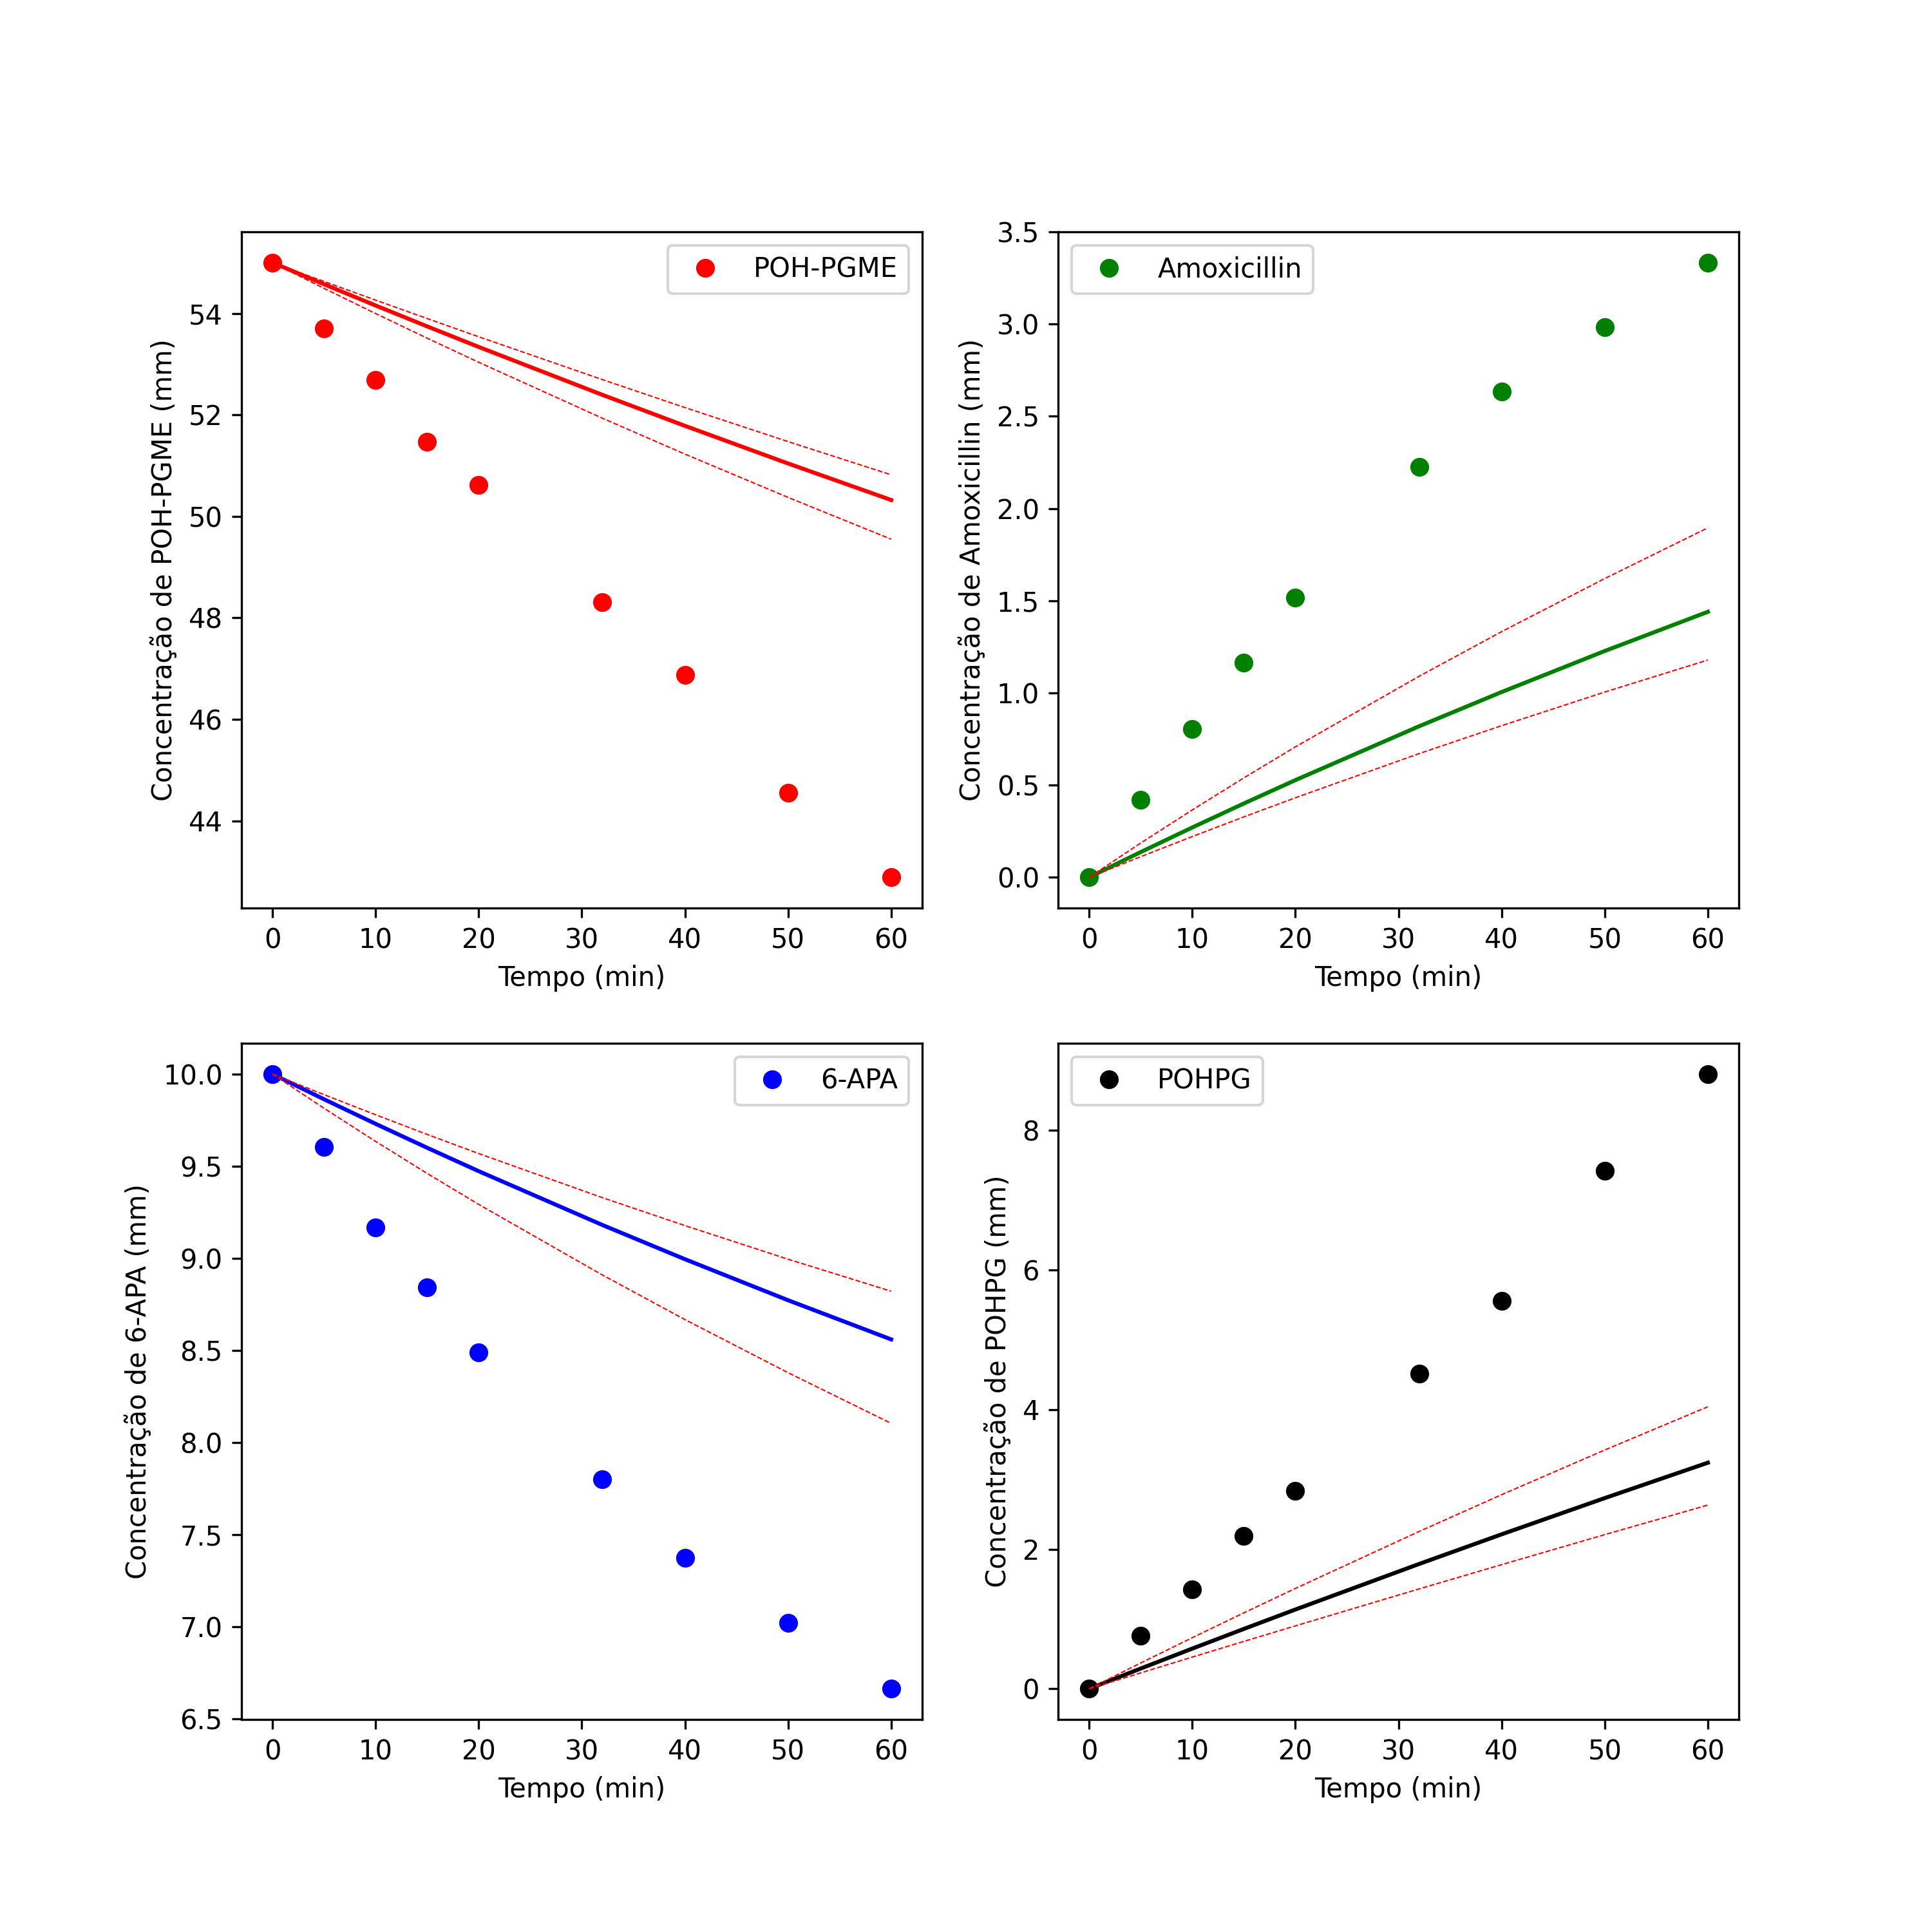 POH-PGME
54
52
50
48
46
44
Concentração de POH-PGME (mm)
0 10 20 30 40 50 60
Tempo (min)
Amoxicillin
3.5
3.0
2.5
2.0
1.5
1.0
0.5
0.0
Concentração de Amoxicillin (mm)
0 10 20 30 40 50 60
Tempo (min)
6-APA
10.0
9.5
9.0
8.5
8.0
7.5
7.0
6.5
Concentração de 6-APA (mm)
0 10 20 30 40 50 60
Tempo (min)
POHPG
8
6
4
2
0
Concentração de POHPG (mm)
0 10 20 30 40 50 60
Tempo (min)